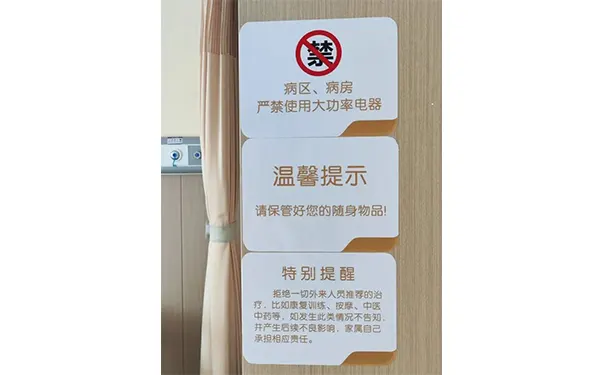 禁
病区、病房
严禁使用大功率电器
温馨提示
请保管好您的随身物品!
特别提醒
拒绝一切外来人员推荐的治
疗，比如康复训练、按摩、中医
中药等，如发生此类情况不告知，
并产生后续不良影响，家属自己
承担相应责任。